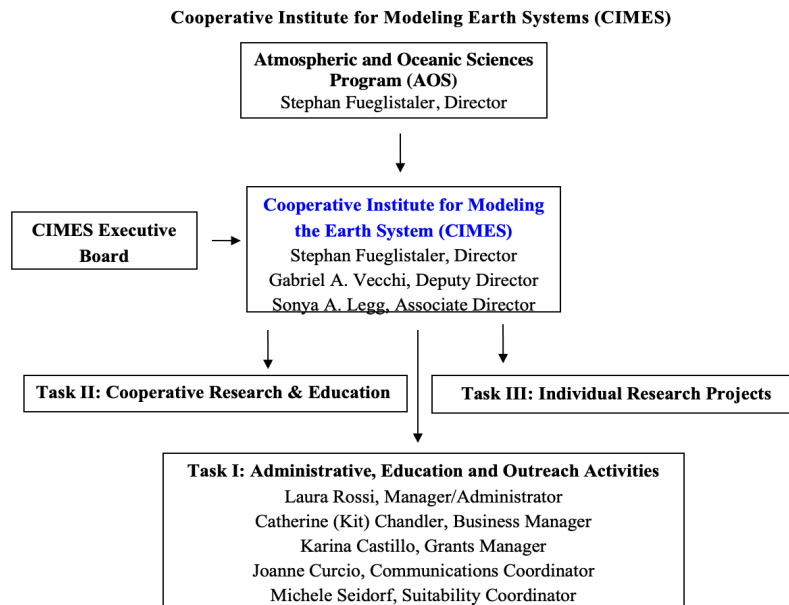 Cooperative Institute for Modeling Earth Systems (CIMES)
Atmospheric and Oceanic Sciences
Program (AOS)
Stephan Fueglistaler, Director
CIMES Executive
Board
Cooperative Institute for Modeling
the Earth System (CIMES)
Stephan Fueglistaler, Director
Gabriel A. Vecchi, Deputy Director
Sonya A. Legg, Associate Director
Task II: Cooperative Research & Education
Task III: Individual Research Projects
Task I: Administrative, Education and Outreach Activities
Laura Rossi, Manager/Administrator
Catherine (Kit) Chandler, Business Manager
Karina Castillo, Grants Manager
Joanne Curcio, Communications Coordinator
Michele Seidorf, Suitability Coordinator